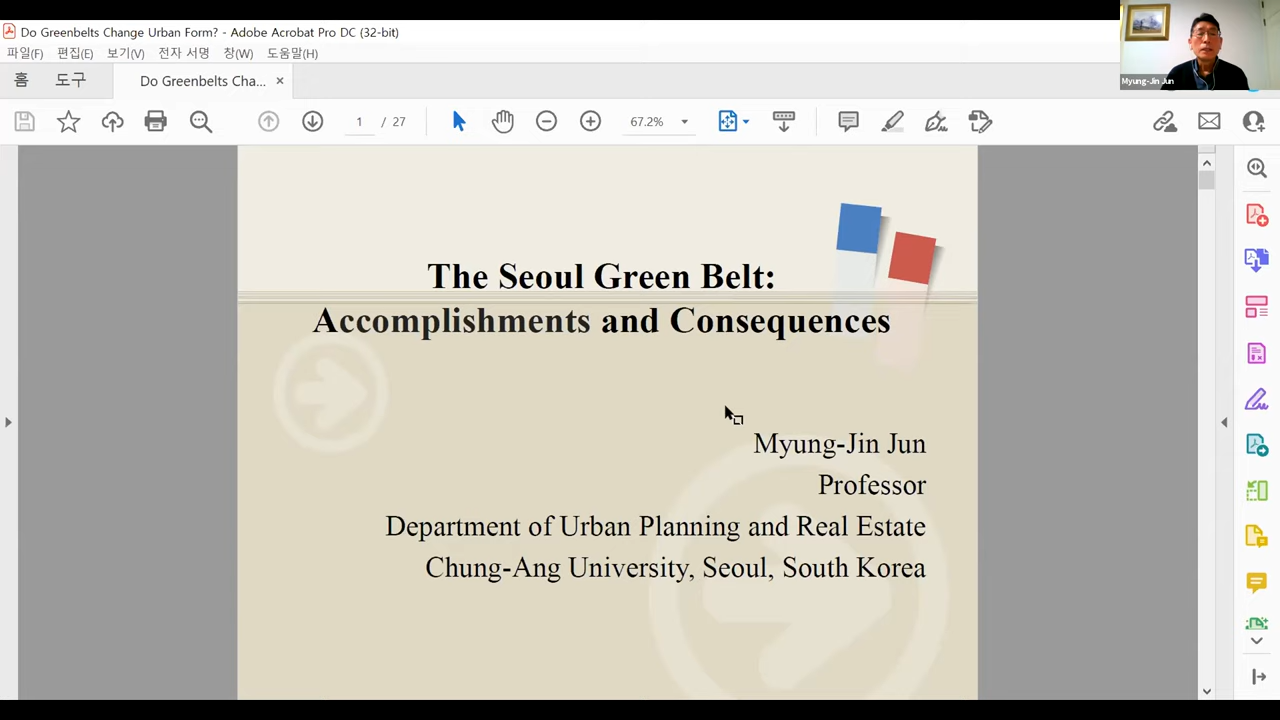 Do Greenbelts Change Urban Form? - Adobe Acrobat Pro DC (32-bit)
파일(F) 편집(E) 보기(V) 전자 서명 창(W) 도움말(H)
홈 도구 Do Greenbelts Cha... ×
1 / 27 67.2%
Myung-Jin Jun
The Seoul Green Belt:
Accomplishments and Consequences
Myung-Jin Jun
Professor
Department of Urban Planning and Real Estate
Chung-Ang University, Seoul, South Korea